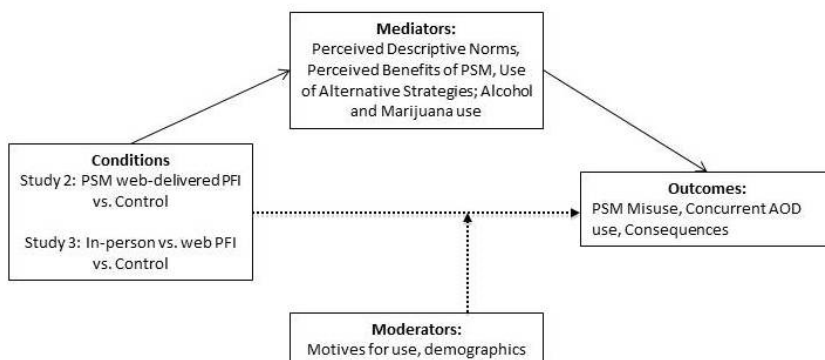 Mediators:
Perceived Descriptive Norms,
Perceived Benefits of PSM, Use
of Alternative Strategies; Alcohol
and Marijuana use
Conditions
Study 2: PSM web-delivered PFI
vs. Control
Study 3: In-person vs. web PFI
vs. Control
Outcomes:
PSM Misuse, Concurrent AOD
use, Consequences
Moderators:
Motives for use, demographics